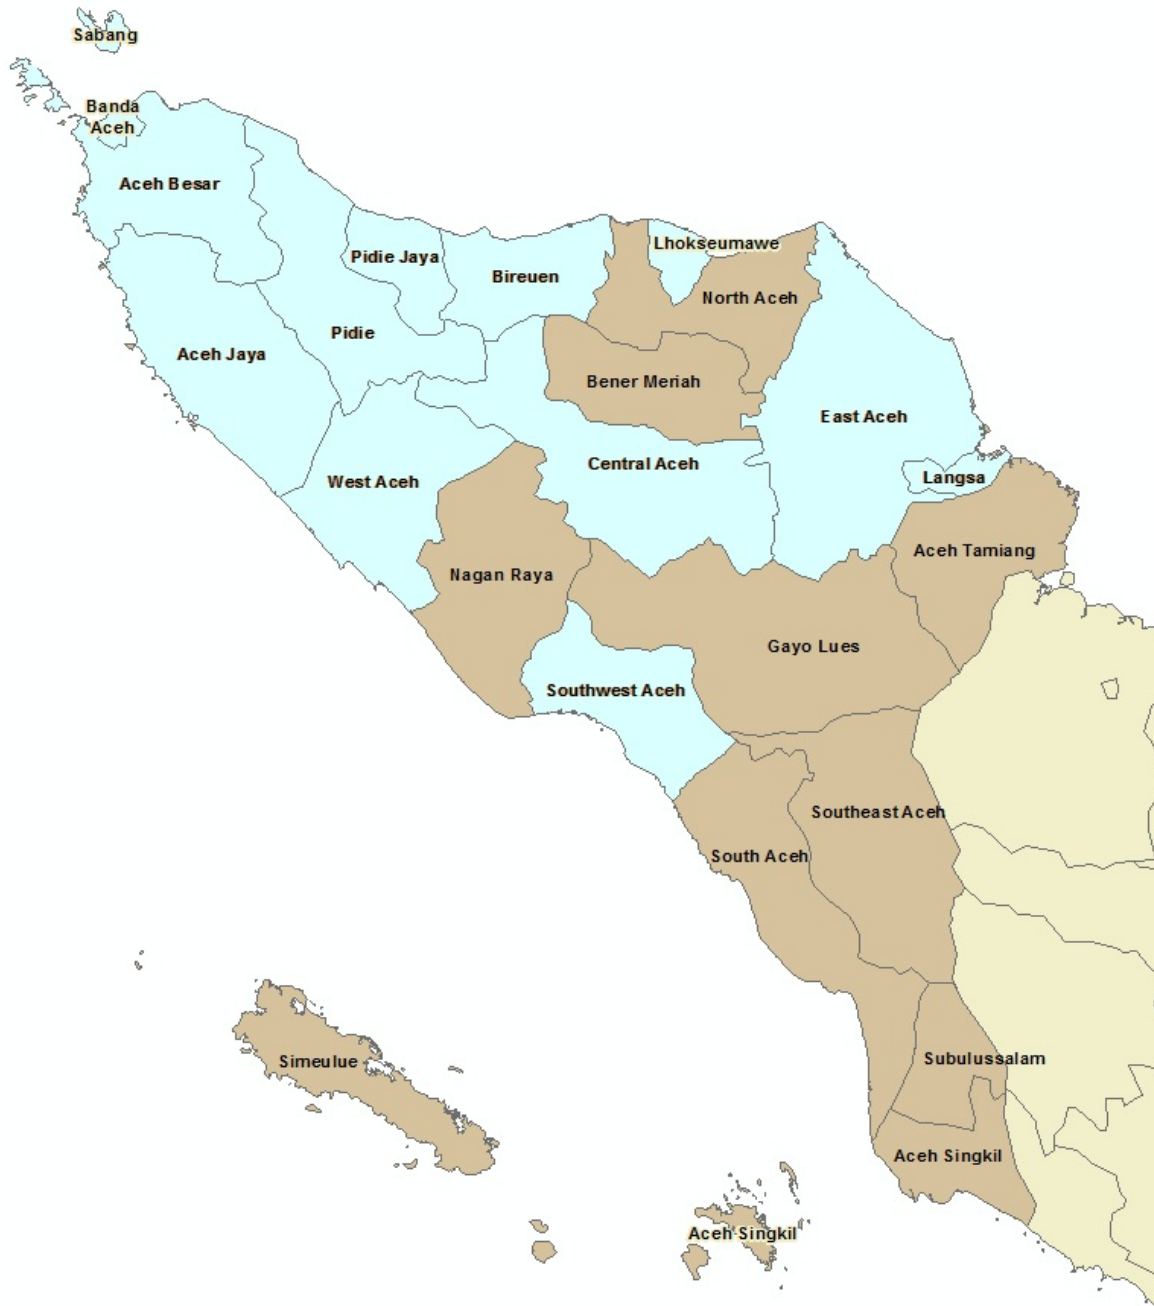 Sabang
Banda
Aceh
Aceh Besar
Lhokseumawe
Pidie Jaya
Bireuen
North Aceh
Pidie
Aceh Jaya
Bener Meriah
East Aceh
Central Aceh
Langsa
West Aceh
Aceh Tamiang
Nagan Raya
Gayo Lues
Southwest Aceh
Southeast Aceh
South Aceh
Subulussalam
Simeulue
Aceh Singkil
Aceh Singkil